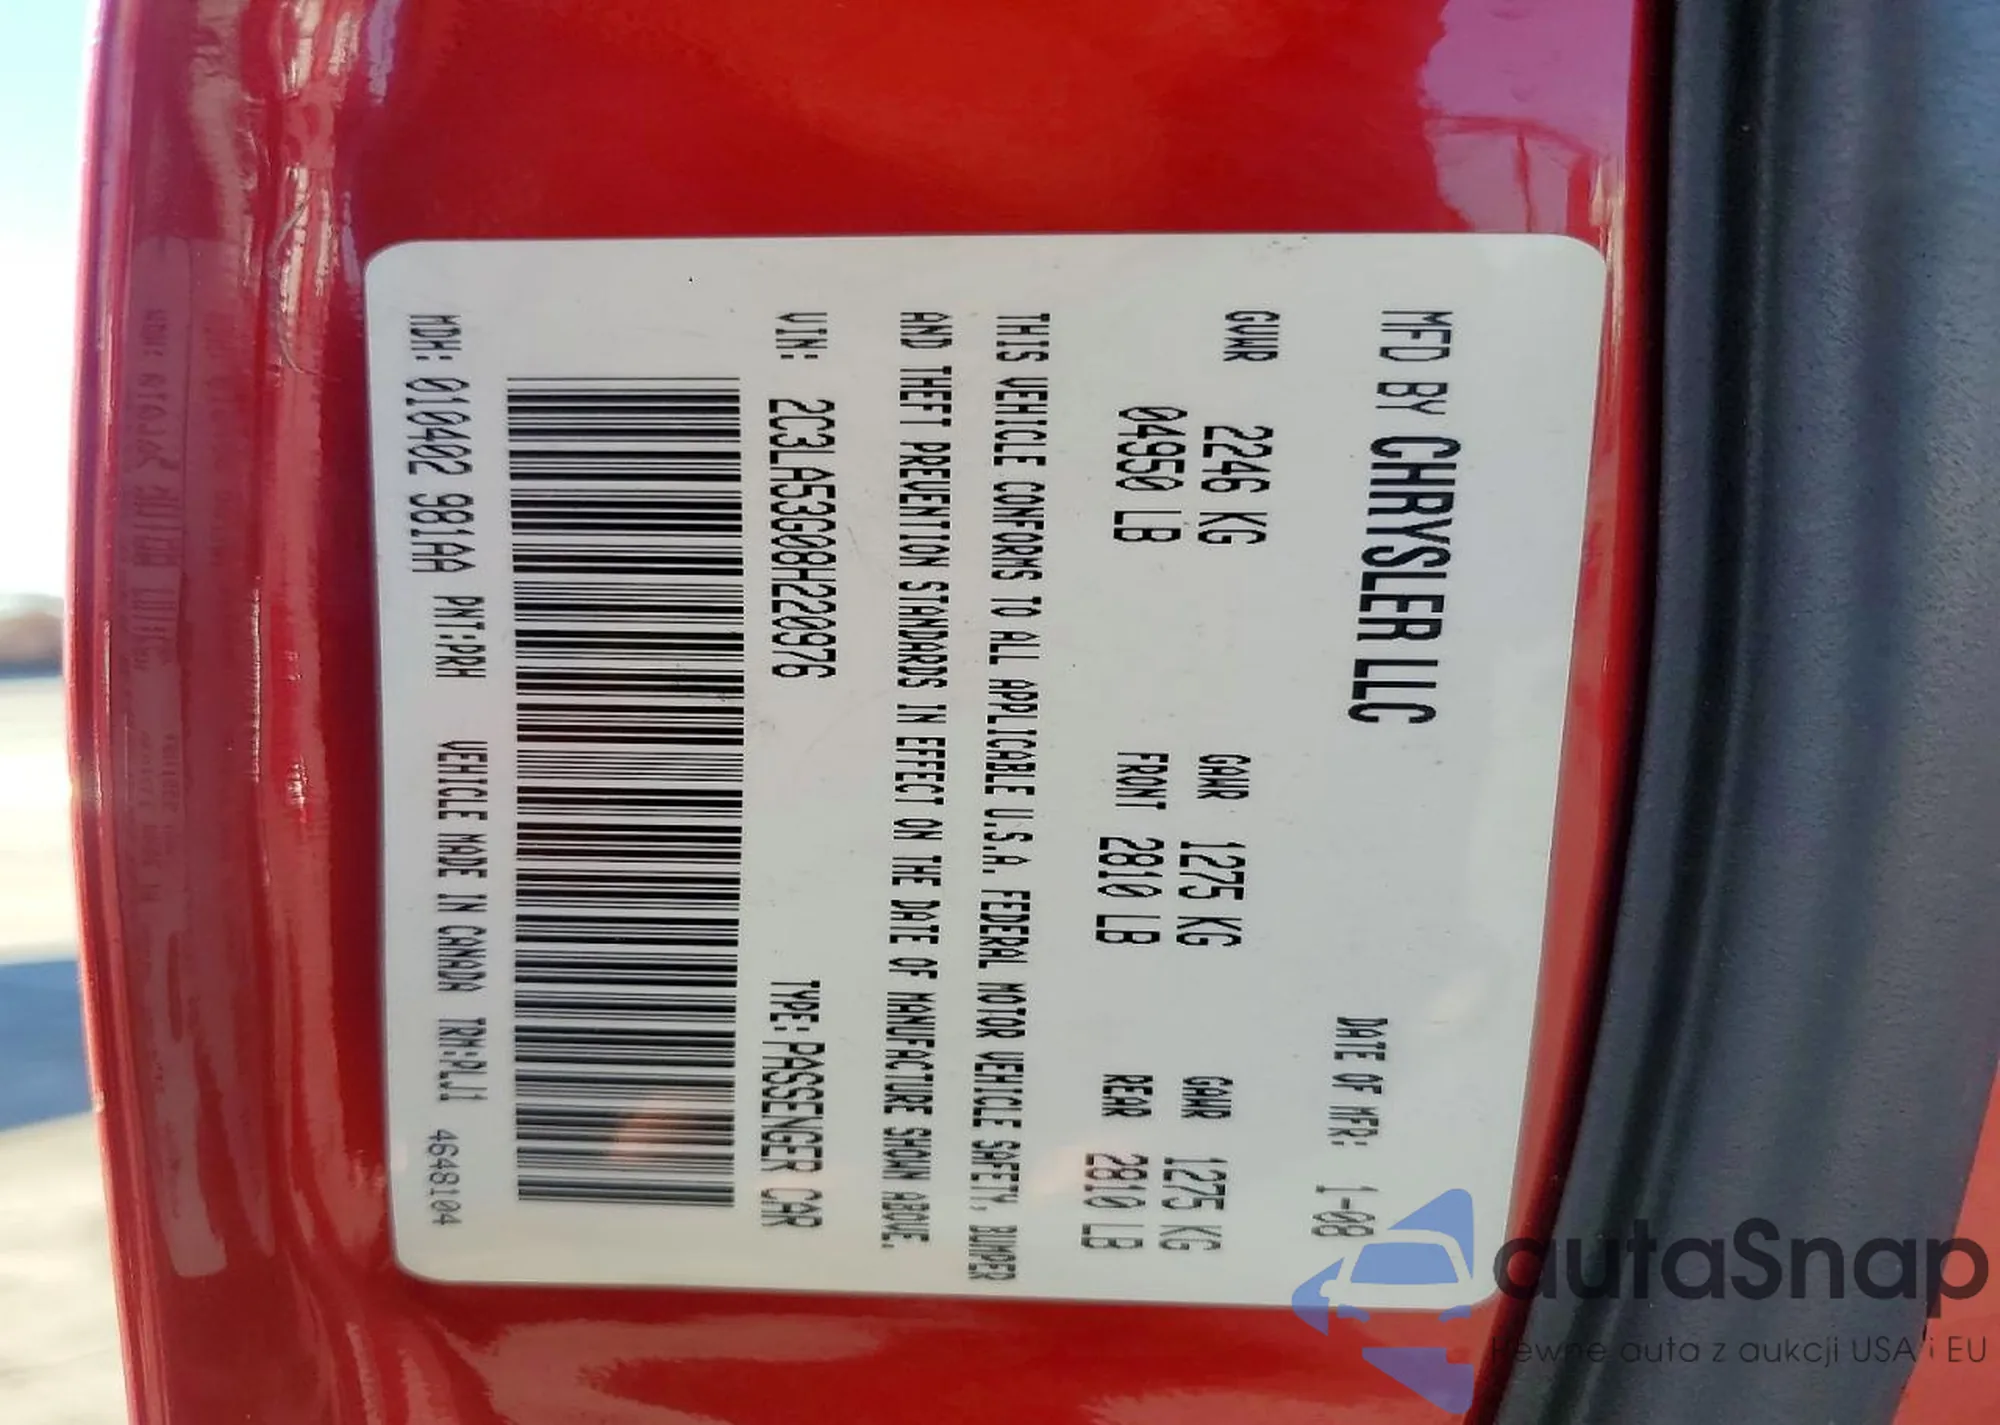 MFD BY CHRYSLER LLC
DATE OF MFR: 1-08
GVWR 2246 KG
04950 LB
GAWR 1275 KG
FRONT 2810 LB
GAWR 1275 KG
REAR 2810 LB
THIS VEHICLE CONFORMS TO ALL APPLICABLE U.S.A. FEDERAL MOTOR VEHICLE SAFETY, BUMPER
AND THEFT PREVENTION STANDARDS IN EFFECT ON THE DATE OF MANUFACTURE SHOWN ABOVE.
VIN: 2C3LA53G08H220976 TYPE: PASSENGER CAR
MDH: 010402 981AA PNT:PRH VEHICLE MADE IN CANADA TRM:PLJ1 4648104
autaSnap
Pewne auta z aukcji USA i EU